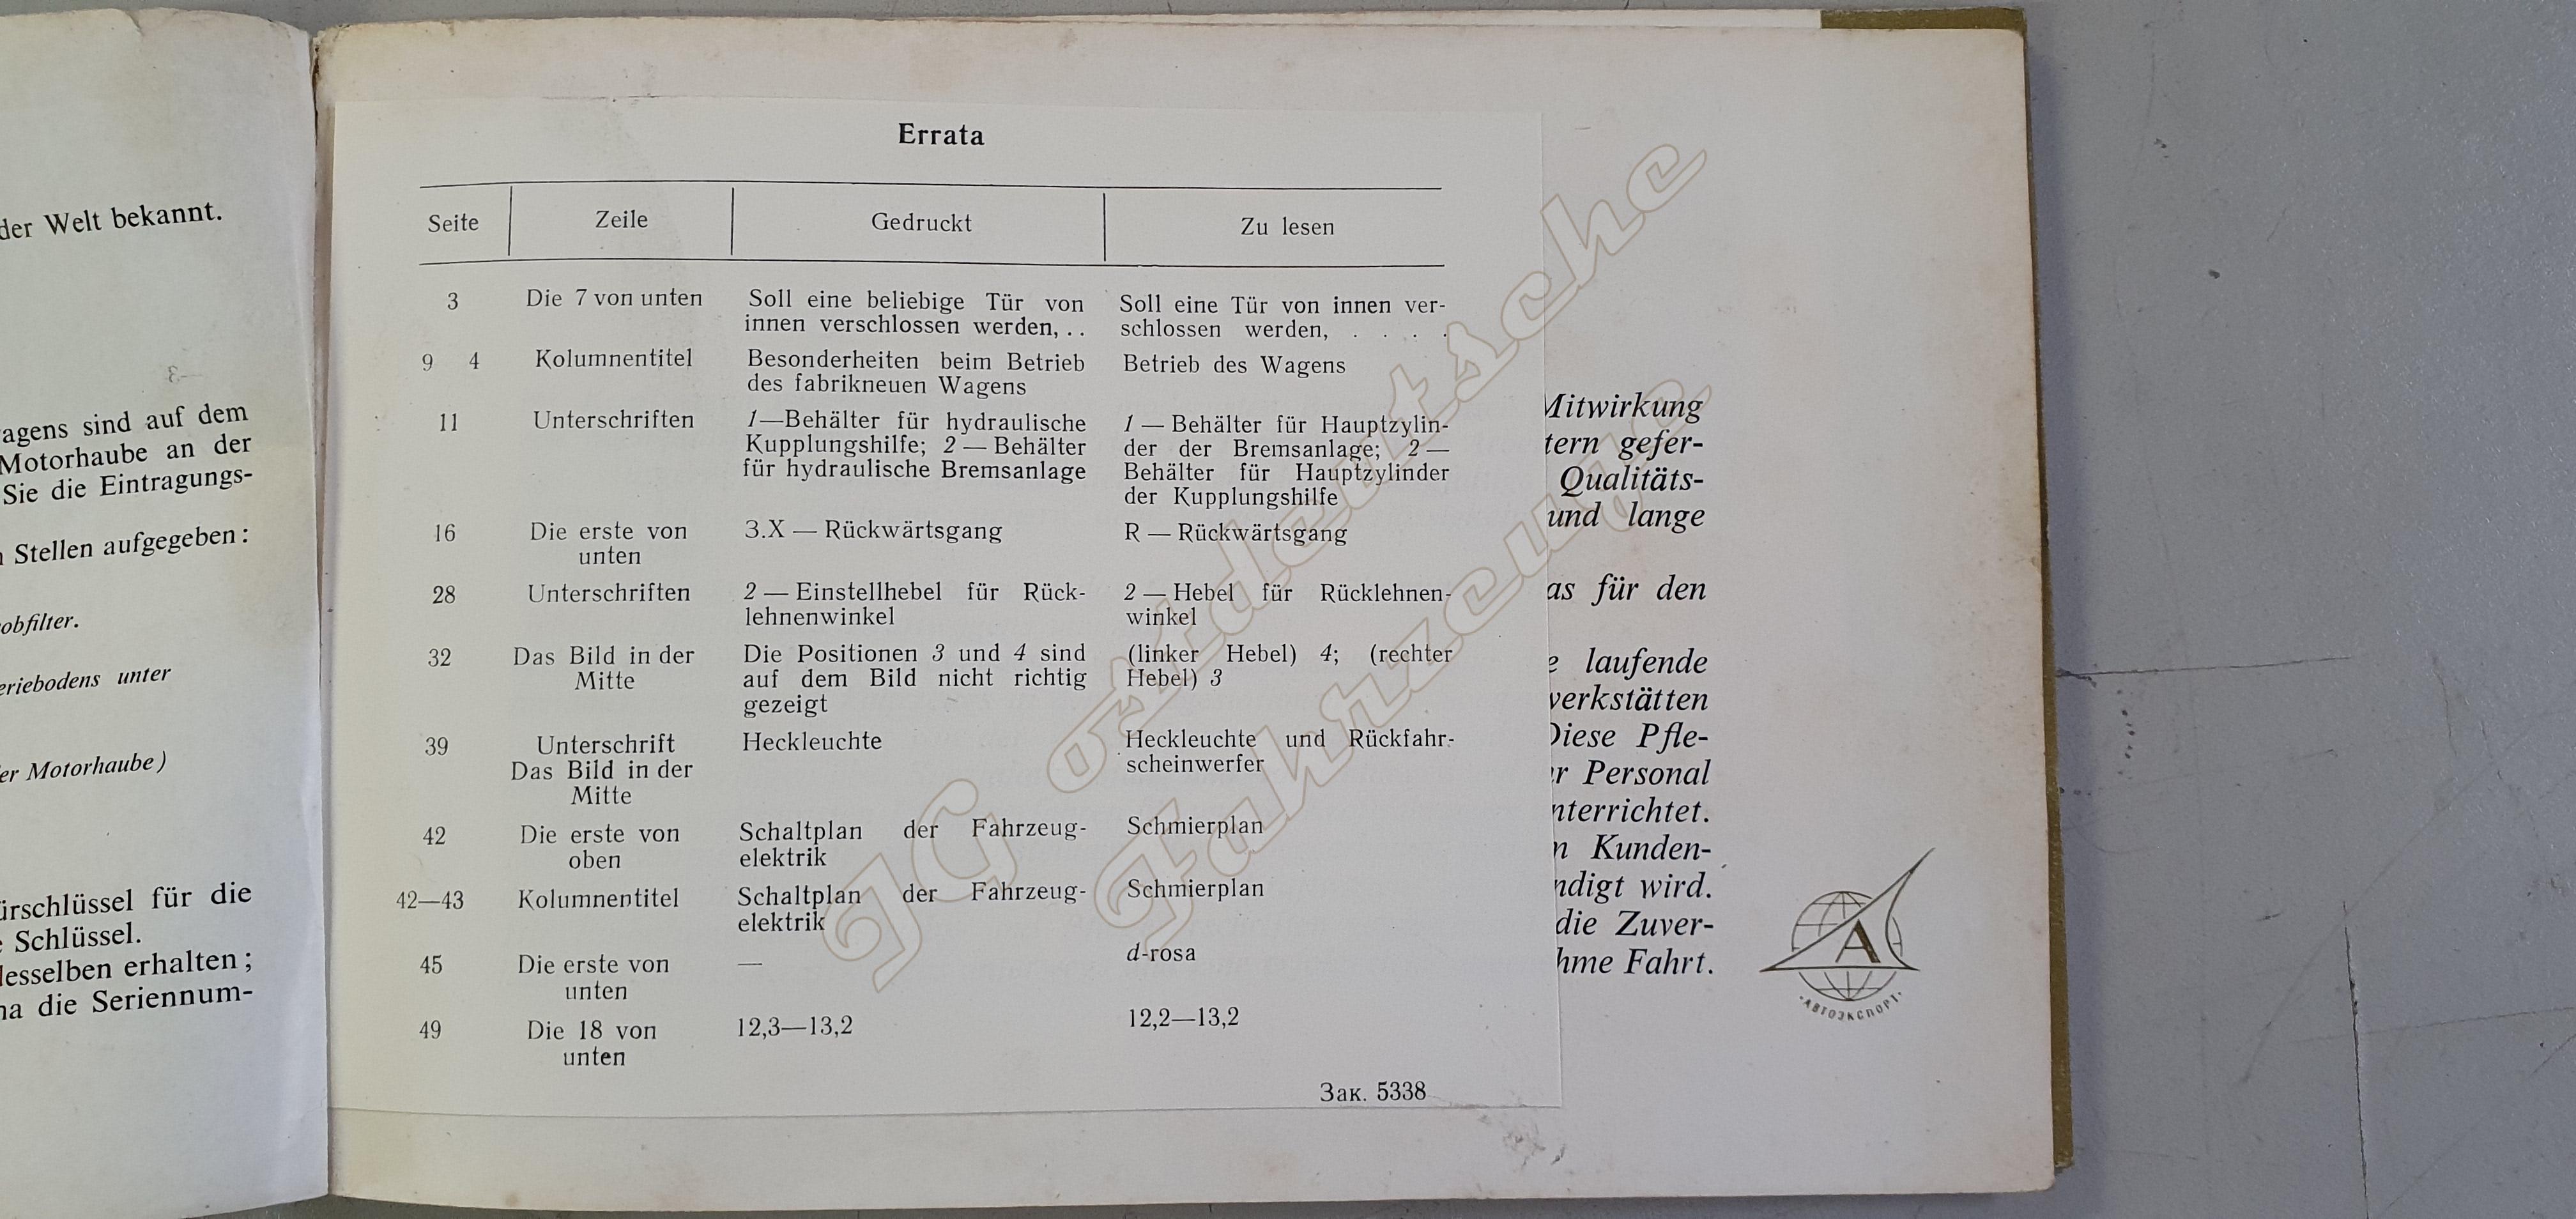 der Welt bekannt.
agens sind auf dem
Motorhaube an der
Sie die Eintragungs-
Stellen aufgegeben:
obfilter.
eriebodens unter
er Motorhaube)
ürschlüssel für die
Schlüssel.
desselben erhalten;
na die Seriennum-
Errata
Seite Zeile Gedruckt Zu lesen
3 Die 7 von unten Soll eine beliebige Tür von Soll eine Tür von innen ver-
innen verschlossen werden, . . schlossen werden, . . . .
9 4 Kolumnentitel Besonderheiten beim Betrieb Betrieb des Wagens
des fabrikneuen Wagens
11 Unterschriften 1—Behälter für hydraulische 1 — Behälter für Hauptzylin-
Kupplungshilfe; 2 — Behälter der der Bremsanlage; 2 —
für hydraulische Bremsanlage Behälter für Hauptzylinder
der Kupplungshilfe
16 Die erste von 3.X — Rückwärtsgang R — Rückwärtsgang
unten
28 Unterschriften 2 — Einstellhebel für Rück- 2 — Hebel für Rücklehnen-
lehnenwinkel winkel
32 Das Bild in der Die Positionen 3 und 4 sind (linker Hebel) 4; (rechter
Mitte auf dem Bild nicht richtig Hebel) 3
gezeigt
39 Unterschrift Heckleuchte Heckleuchte und Rückfahr-
Das Bild in der scheinwerfer
Mitte
42 Die erste von Schaltplan der Fahrzeug- Schmierplan
oben elektrik
42—43 Kolumnentitel Schaltplan der Fahrzeug- Schmierplan
elektrik
45 Die erste von — d-rosa
unten
49 Die 18 von 12,3—13,2 12,2—13,2
unten
Зак. 5338
Mitwirkung
tern gefer-
Qualitäts-
und lange
as für den
e laufende
werkstätten
Diese Pfle-
r Personal
nterrichtet.
n Kunden-
ndigt wird.
die Zuver-
hme Fahrt.
A
АВТОЭКСПОРТ
IG ostdeutsche
Fahrzeuge